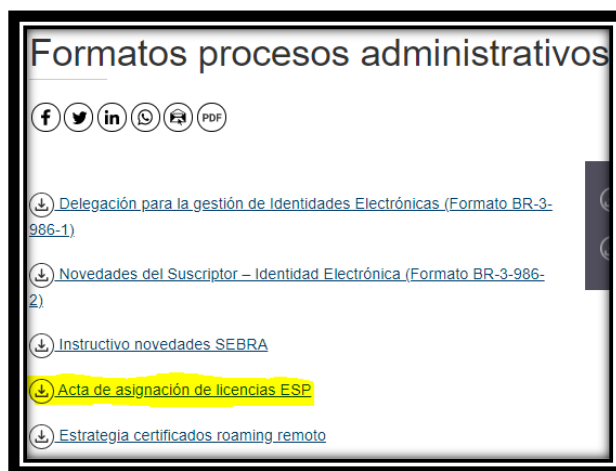 Formatos procesos administrativos
PDF
Delegación para la gestión de Identidades Electrónicas (Formato BR-3-
986-1)
Novedades del Suscriptor – Identidad Electrónica (Formato BR-3-986-
2)
Instructivo novedades SEBRA
Acta de asignación de licencias ESP
Estrategia certificados roaming remoto